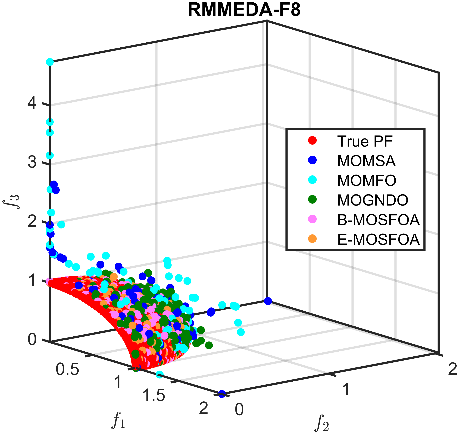 RMMEDA-F8
4
3
2
1
0
f3
True PF
MOMSA
MOMFO
MOGNDO
B-MOSFOA
E-MOSFOA
0.5
1
1.5
2
f1
0
1
2
f2